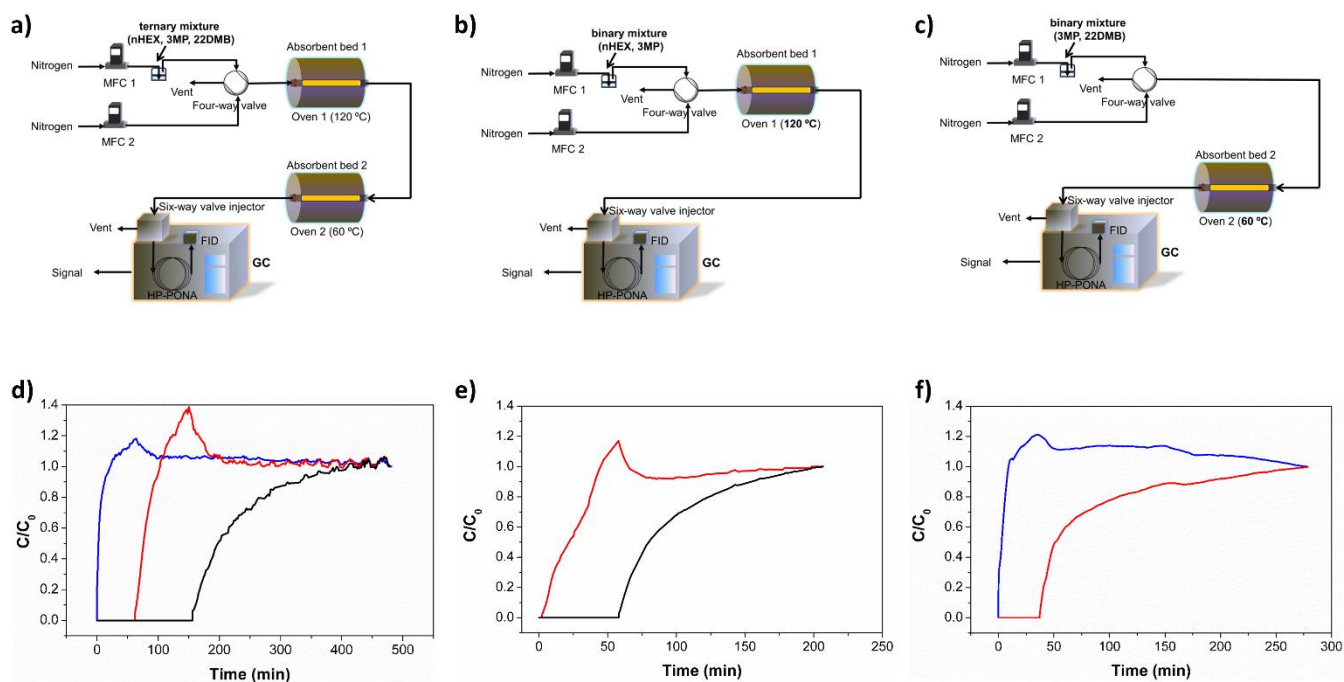 a)
ternary mixture
(nHEX, 3MP, 22DMB)
Absorbent bed 1
Nitrogen
MFC 1
Vent
Four-way valve
Nitrogen
MFC 2
Oven 1 (120 ºC)
Absorbent bed 2
Six-way valve injector
Oven 2 (60 ºC)
Vent
FID
GC
Signal
HP-PONA
b)
binary mixture
(nHEX, 3MP)
Absorbent bed 1
Nitrogen
MFC 1
Vent
Four-way valve
Nitrogen
MFC 2
Oven 1 (120 ºC)
Six-way valve injector
Vent
FID
GC
Signal
HP-PONA
c)
binary mixture
(3MP, 22DMB)
Nitrogen
MFC 1
Vent
Four-way valve
Nitrogen
MFC 2
Absorbent bed 2
Six-way valve injector
Oven 2 (60 ºC)
Vent
FID
GC
Signal
HP-PONA
d)
1.4
1.2
1.0
0.8
0.6
0.4
0.2
0.0
C/C0
0 100 200 300 400 500
Time (min)
e)
1.4
1.2
1.0
0.8
0.6
0.4
0.2
0.0
C/C0
0 50 100 150 200 250
Time (min)
f)
1.4
1.2
1.0
0.8
0.6
0.4
0.2
0.0
C/C0
0 50 100 150 200 250 300
Time (min)